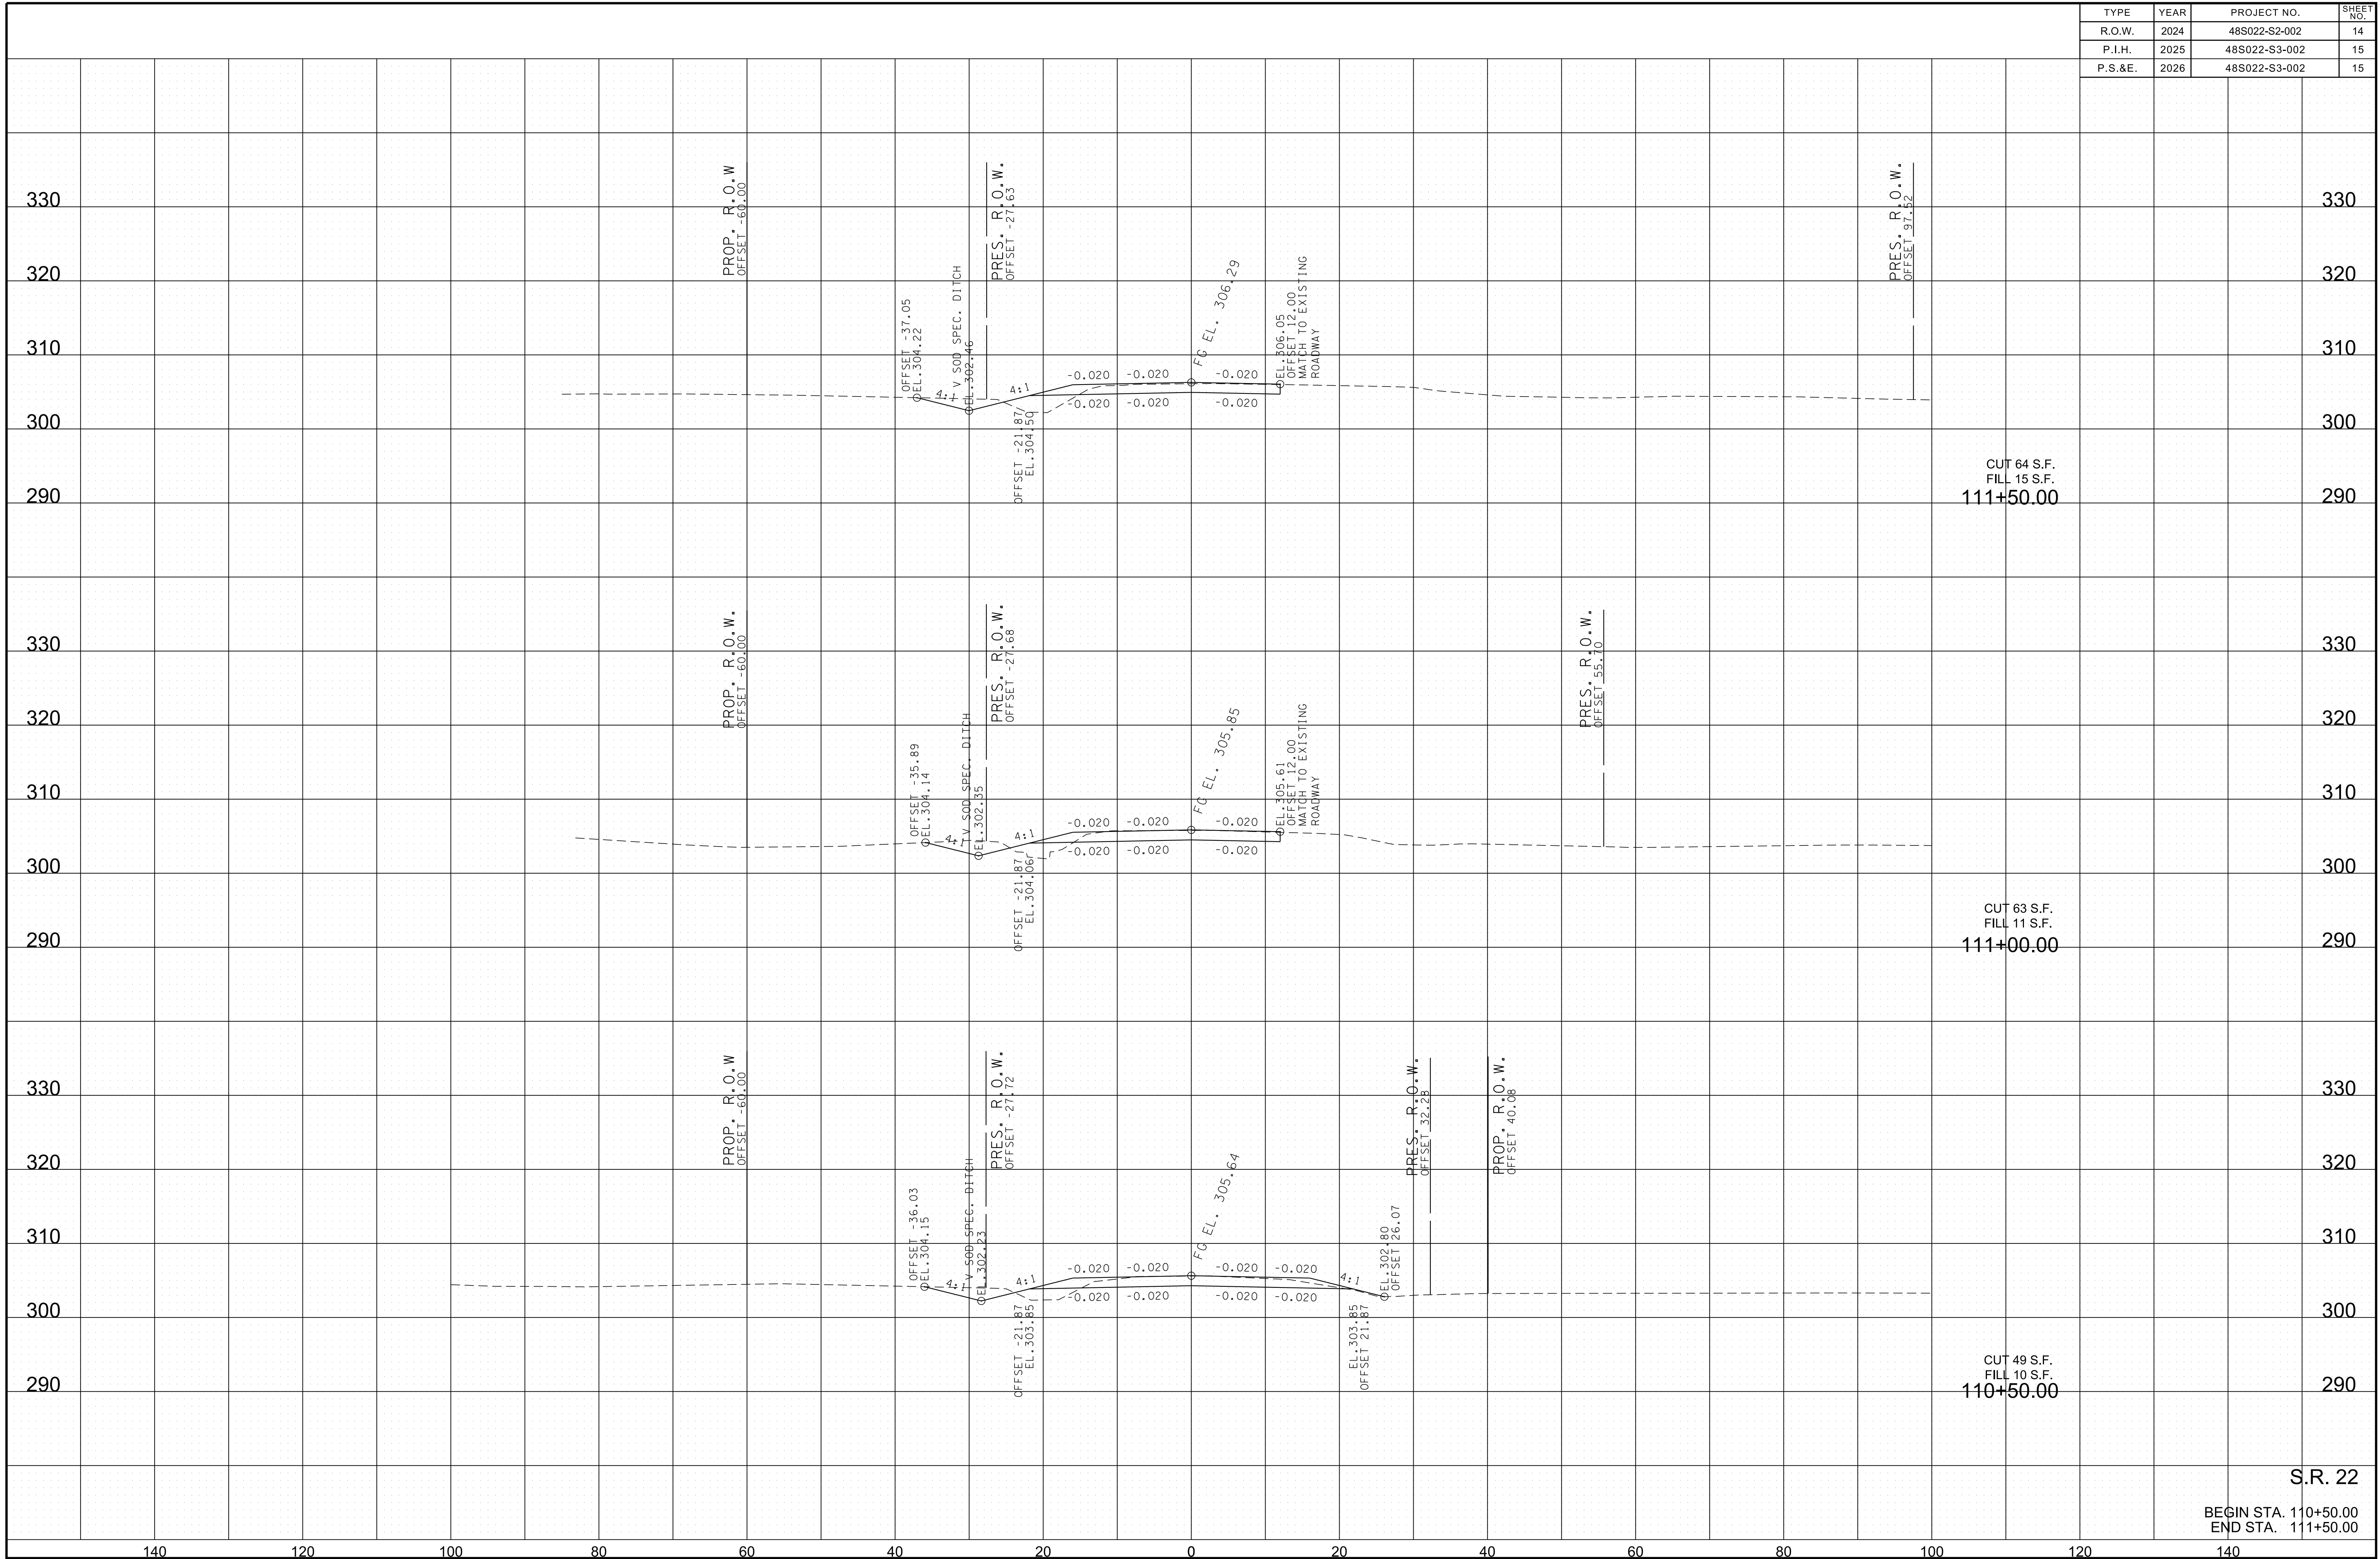 TYPE YEAR PROJECT NO. SHEET NO.
R.O.W. 2024 48S022-S2-002 14
P.I.H. 2025 48S022-S3-002 15
P.S.&E. 2026 48S022-S3-002 15
PROP. R.O.W
OFFSET -60.00
PRES. R.O.W.
OFFSET -27.63
PRES. R.O.W.
OFFSET 97.52
330 330
320 320
310 310
300 300
290 290
OFFSET -37.05
EL.304.22
4:1
V SOD SPEC. DITCH
EL.302.46
4:1
OFFSET -21.87
EL.304.50
-0.020 -0.020 -0.020
-0.020 -0.020 -0.020
FG EL. 306.29
EL.306.05
OFFSET 12.00
MATCH TO EXISTING
ROADWAY
CUT 64 S.F.
FILL 15 S.F.
111+50.00
PROP. R.O.W.
OFFSET -60.00
PRES. R.O.W.
OFFSET -27.68
PRES. R.O.W.
OFFSET 55.70
330 330
320 320
310 310
300 300
290 290
OFFSET -35.89
EL.304.14
4:1
V SOD SPEC. DITCH
EL.302.35
4:1
OFFSET -21.87
EL.304.06
-0.020 -0.020 -0.020
-0.020 -0.020 -0.020
FG EL. 305.85
EL.305.61
OFFSET 12.00
MATCH TO EXISTING
ROADWAY
CUT 63 S.F.
FILL 11 S.F.
111+00.00
PROP. R.O.W
OFFSET -60.00
PRES. R.O.W.
OFFSET -27.72
PRES. R.O.W.
OFFSET 32.23
PROP. R.O.W.
OFFSET 40.08
330 330
320 320
310 310
300 300
290 290
OFFSET -36.03
EL.304.15
4:1
V SOD SPEC. DITCH
EL.302.23
4:1
OFFSET -21.87
EL.303.85
-0.020 -0.020 -0.020 -0.020
-0.020 -0.020 -0.020 -0.020
FG EL. 305.64
4:1
EL.303.85
OFFSET 21.87
EL.302.80
OFFSET 26.07
CUT 49 S.F.
FILL 10 S.F.
110+50.00
S.R. 22
BEGIN STA. 110+50.00
END STA. 111+50.00
140 120 100 80 60 40 20 0 20 40 60 80 100 120 140